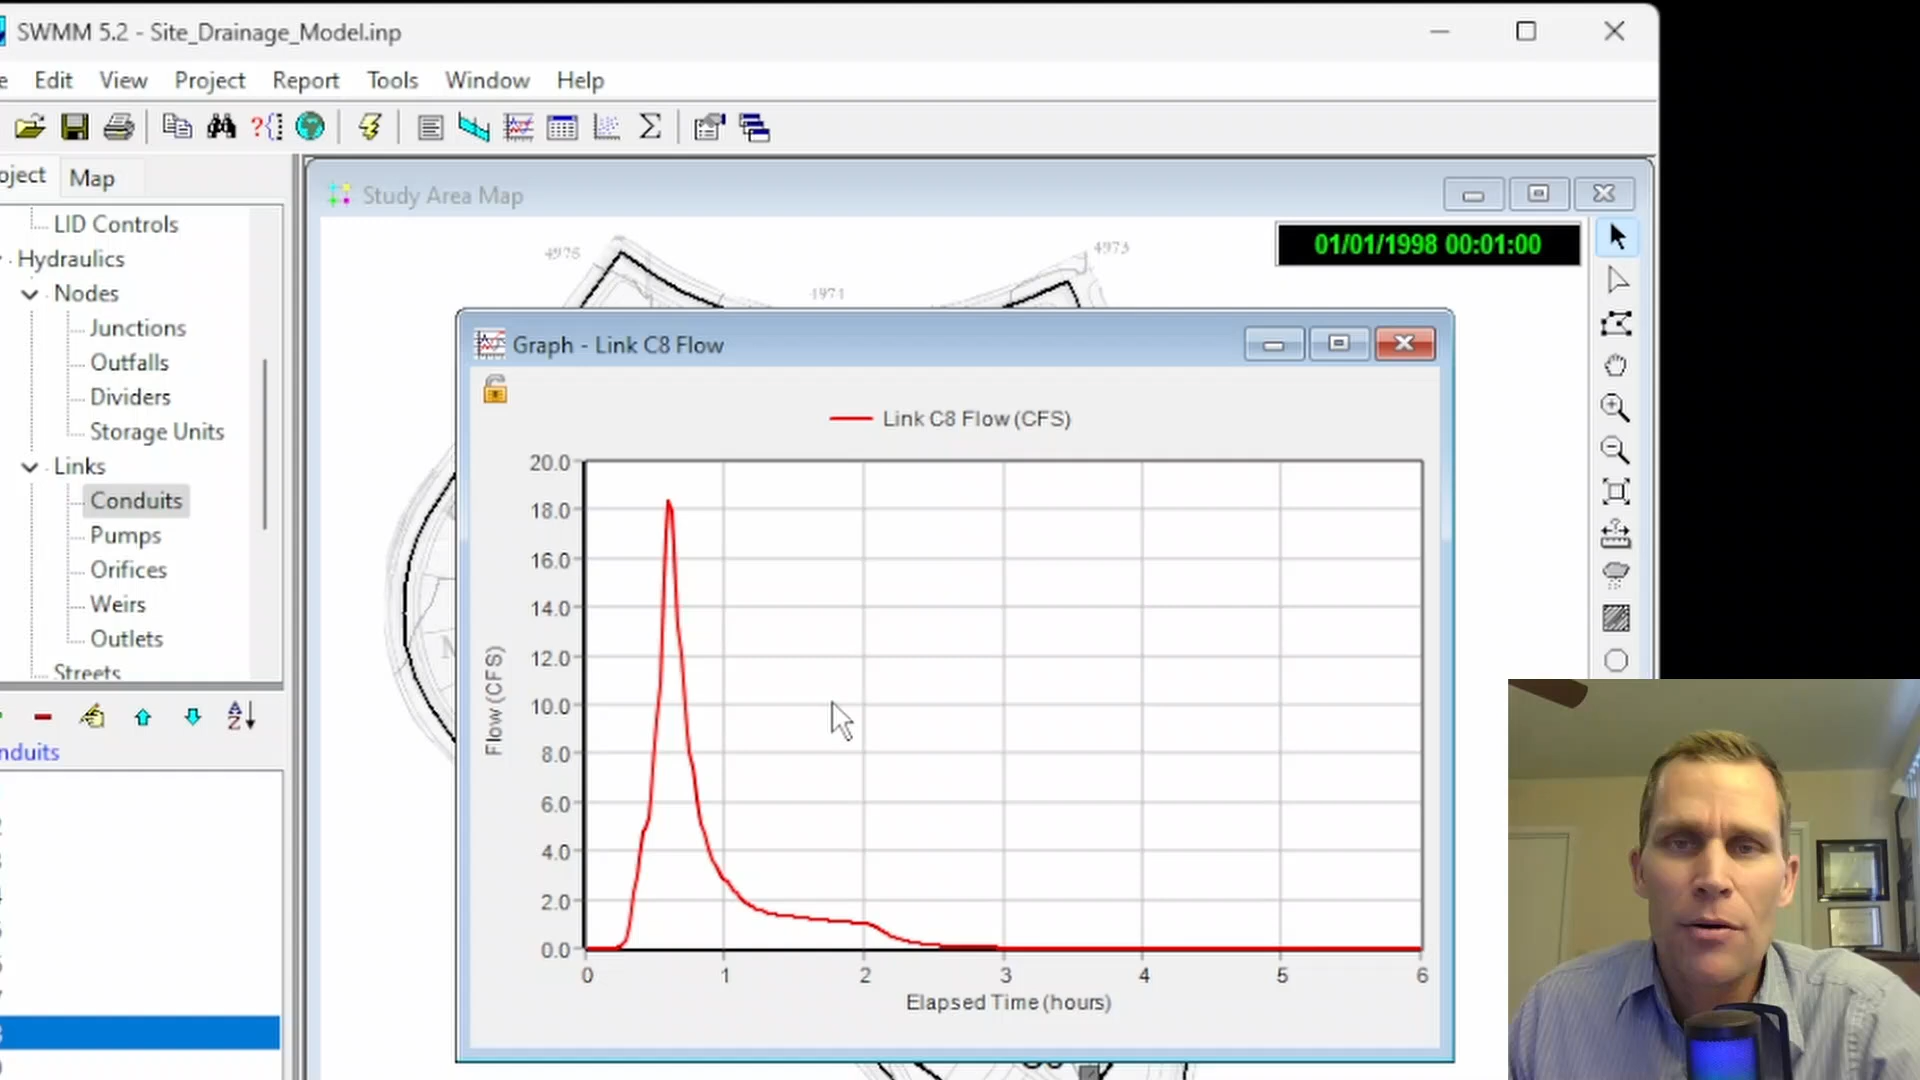 SWMM 5.2 - Site_Drainage_Model.inp
Edit View Project Report Tools Window Help
oject Map
LID Controls
Hydraulics
Nodes
Junctions
Outfalls
Dividers
Storage Units
Links
Conduits
Pumps
Orifices
Weirs
Outlets
Streets
nduits
Study Area Map
01/01/1998 00:01:00
4975
4974
4973
Graph - Link C8 Flow
Link C8 Flow (CFS)
Flow (CFS)
20.0
18.0
16.0
14.0
12.0
10.0
8.0
6.0
4.0
2.0
0.0
0 1 2 3 4 5 6
Elapsed Time (hours)